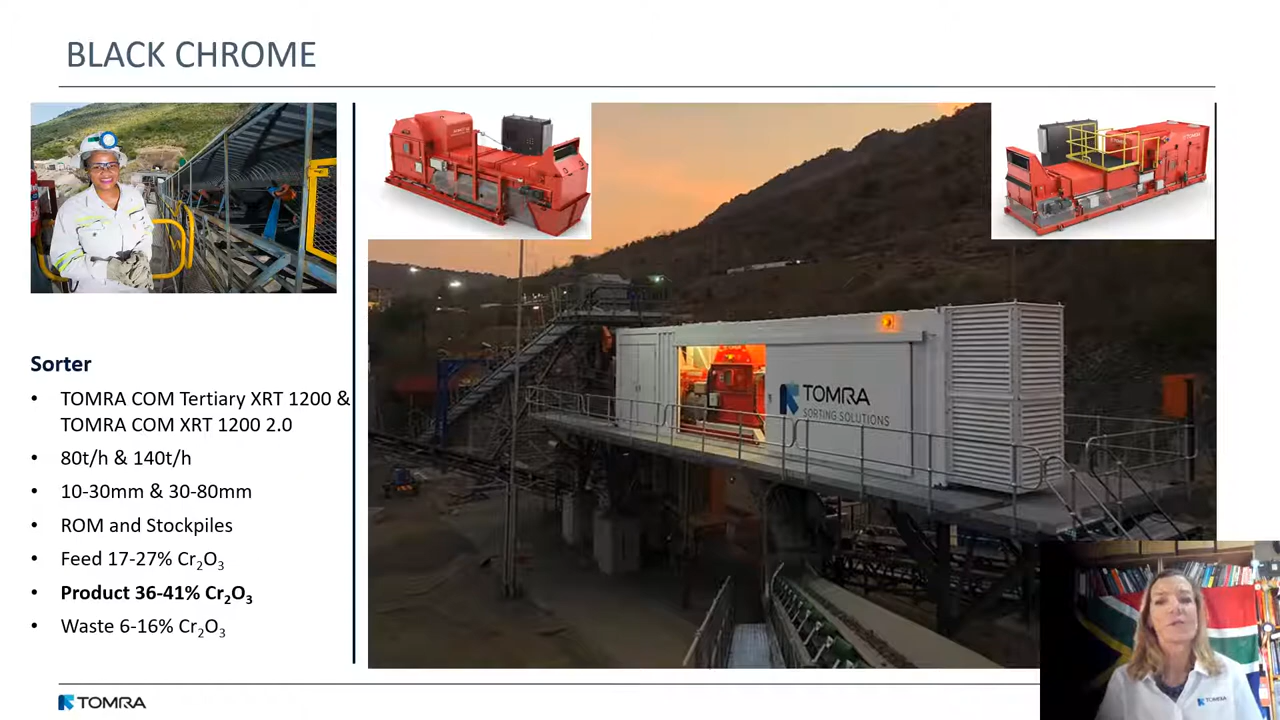 BLACK CHROME
TOMRA
SORTING SOLUTIONS
Sorter
• TOMRA COM Tertiary XRT 1200 &
TOMRA COM XRT 1200 2.0
• 80t/h & 140t/h
• 10-30mm & 30-80mm
• ROM and Stockpiles
• Feed 17-27% Cr₂O₃
• Product 36-41% Cr₂O₃
• Waste 6-16% Cr₂O₃
TOMRA
TOMRA